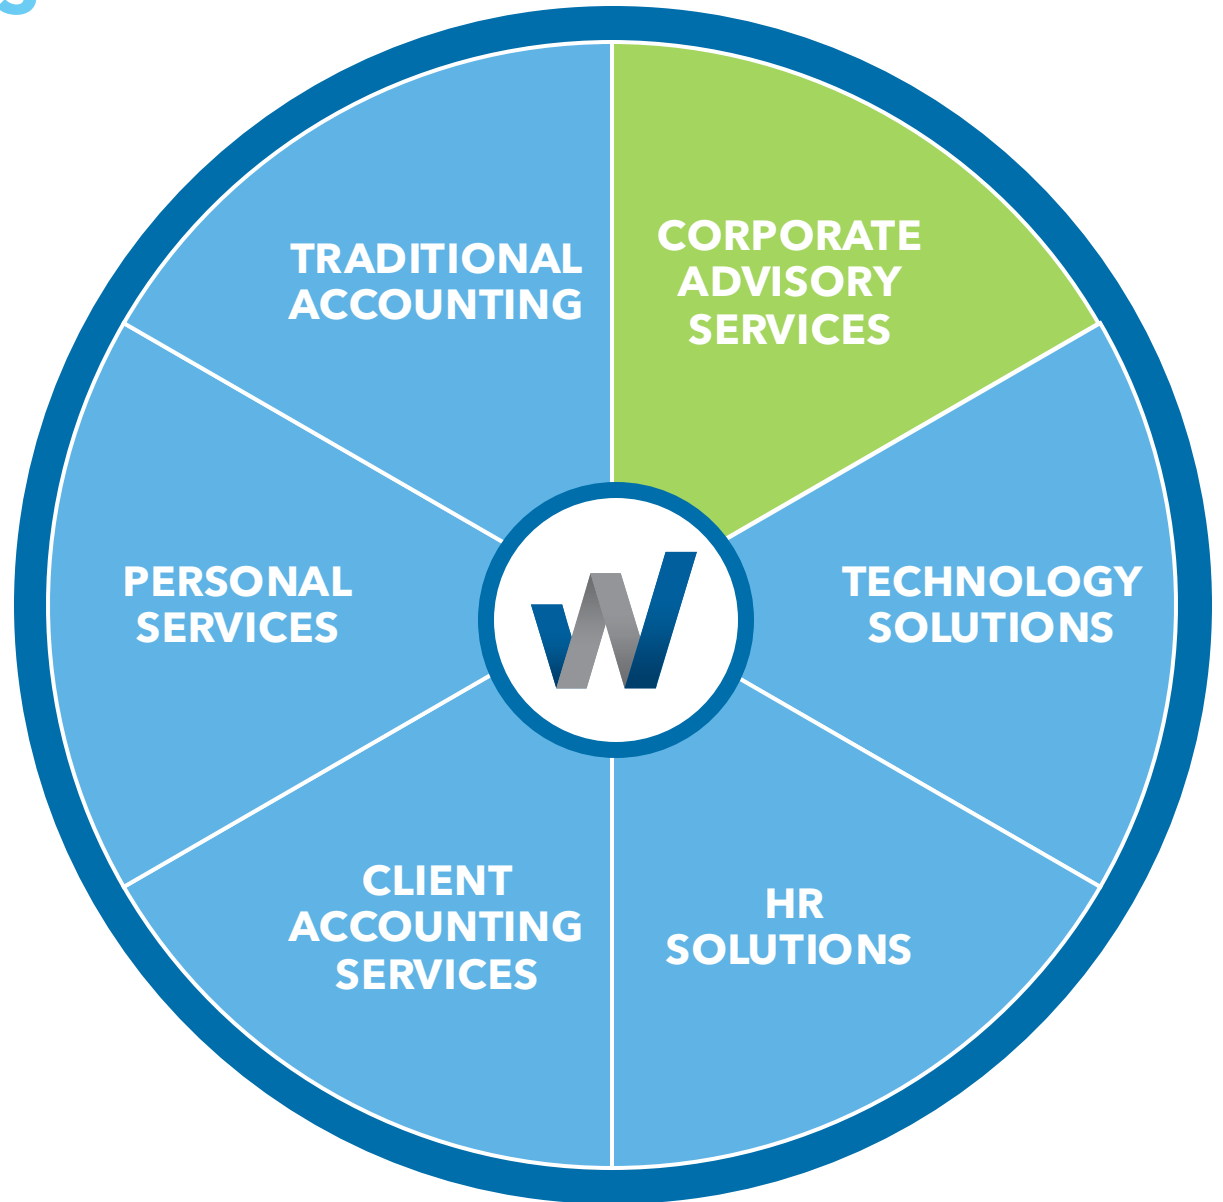 TRADITIONAL
ACCOUNTING
CORPORATE
ADVISORY
SERVICES
PERSONAL
SERVICES
TECHNOLOGY
SOLUTIONS
CLIENT
ACCOUNTING
SERVICES
HR
SOLUTIONS
W